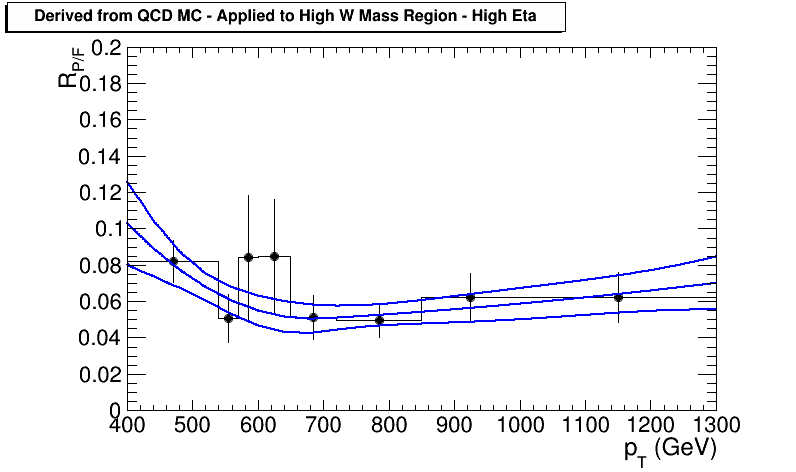 Derived from QCD MC - Applied to High W Mass Region - High Eta
R_P/F
0.2
0.18
0.16
0.14
0.12
0.1
0.08
0.06
0.04
0.02
0
400 500 600 700 800 900 1000 1100 1200 1300
p_T (GeV)